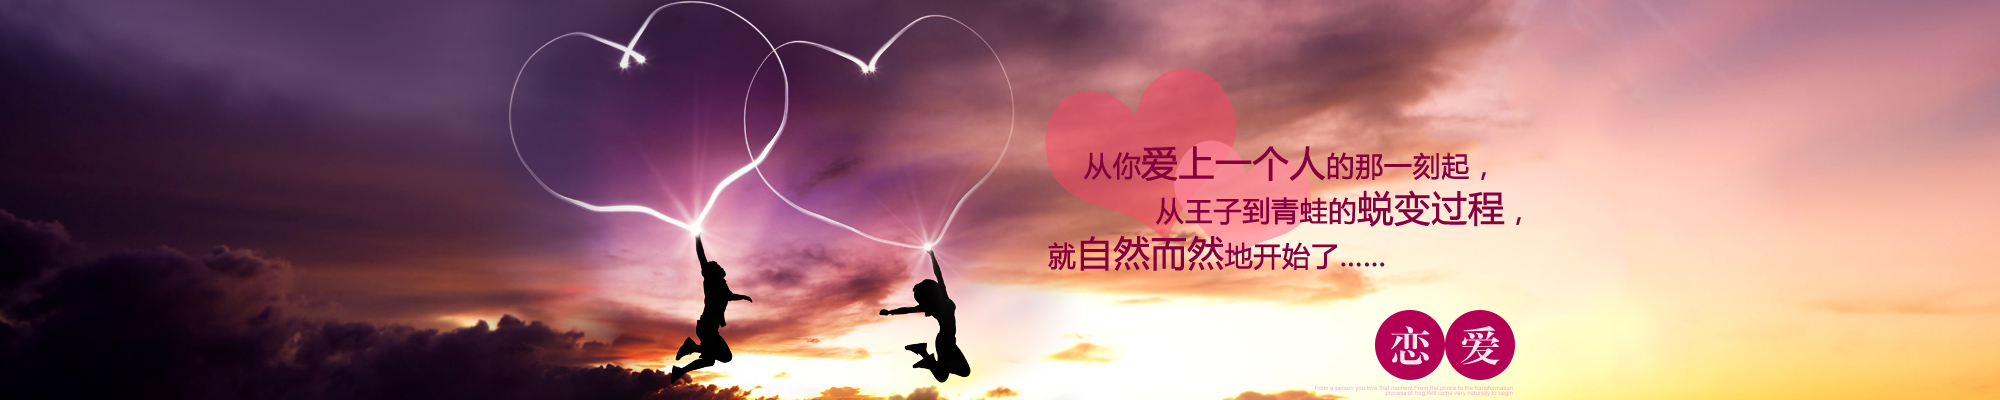 从你爱上一个人的那一刻起，
从王子到青蛙的蜕变过程，
就自然而然地开始了……
恋爱
From a person you love that moment,From the prince to the transformation
process of frog,Will come very naturally to begin